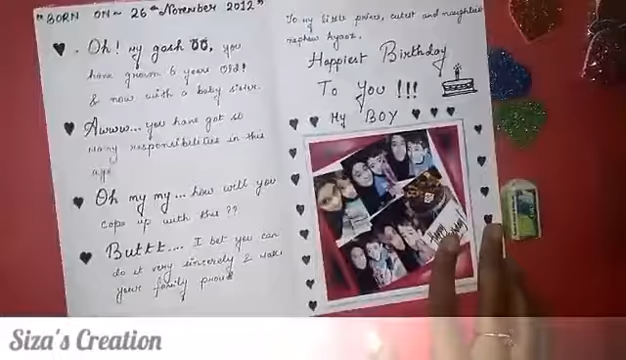 "BORN ON~ 26th November 2012"
Oh! My gosh, you
have grown 6 years Old!
& now with a baby sister.
Awww... you have got so
many responsibilities in this
age
Oh my my... how will you
cope up with this ??
Buttt.... I bet you can
do it very sincerely & make
your family proud
To my little prince, cutest and naughtiest
nephew Ayaaz.
Happiest Birthday
To You !!!
My BOY
Siza's Creation